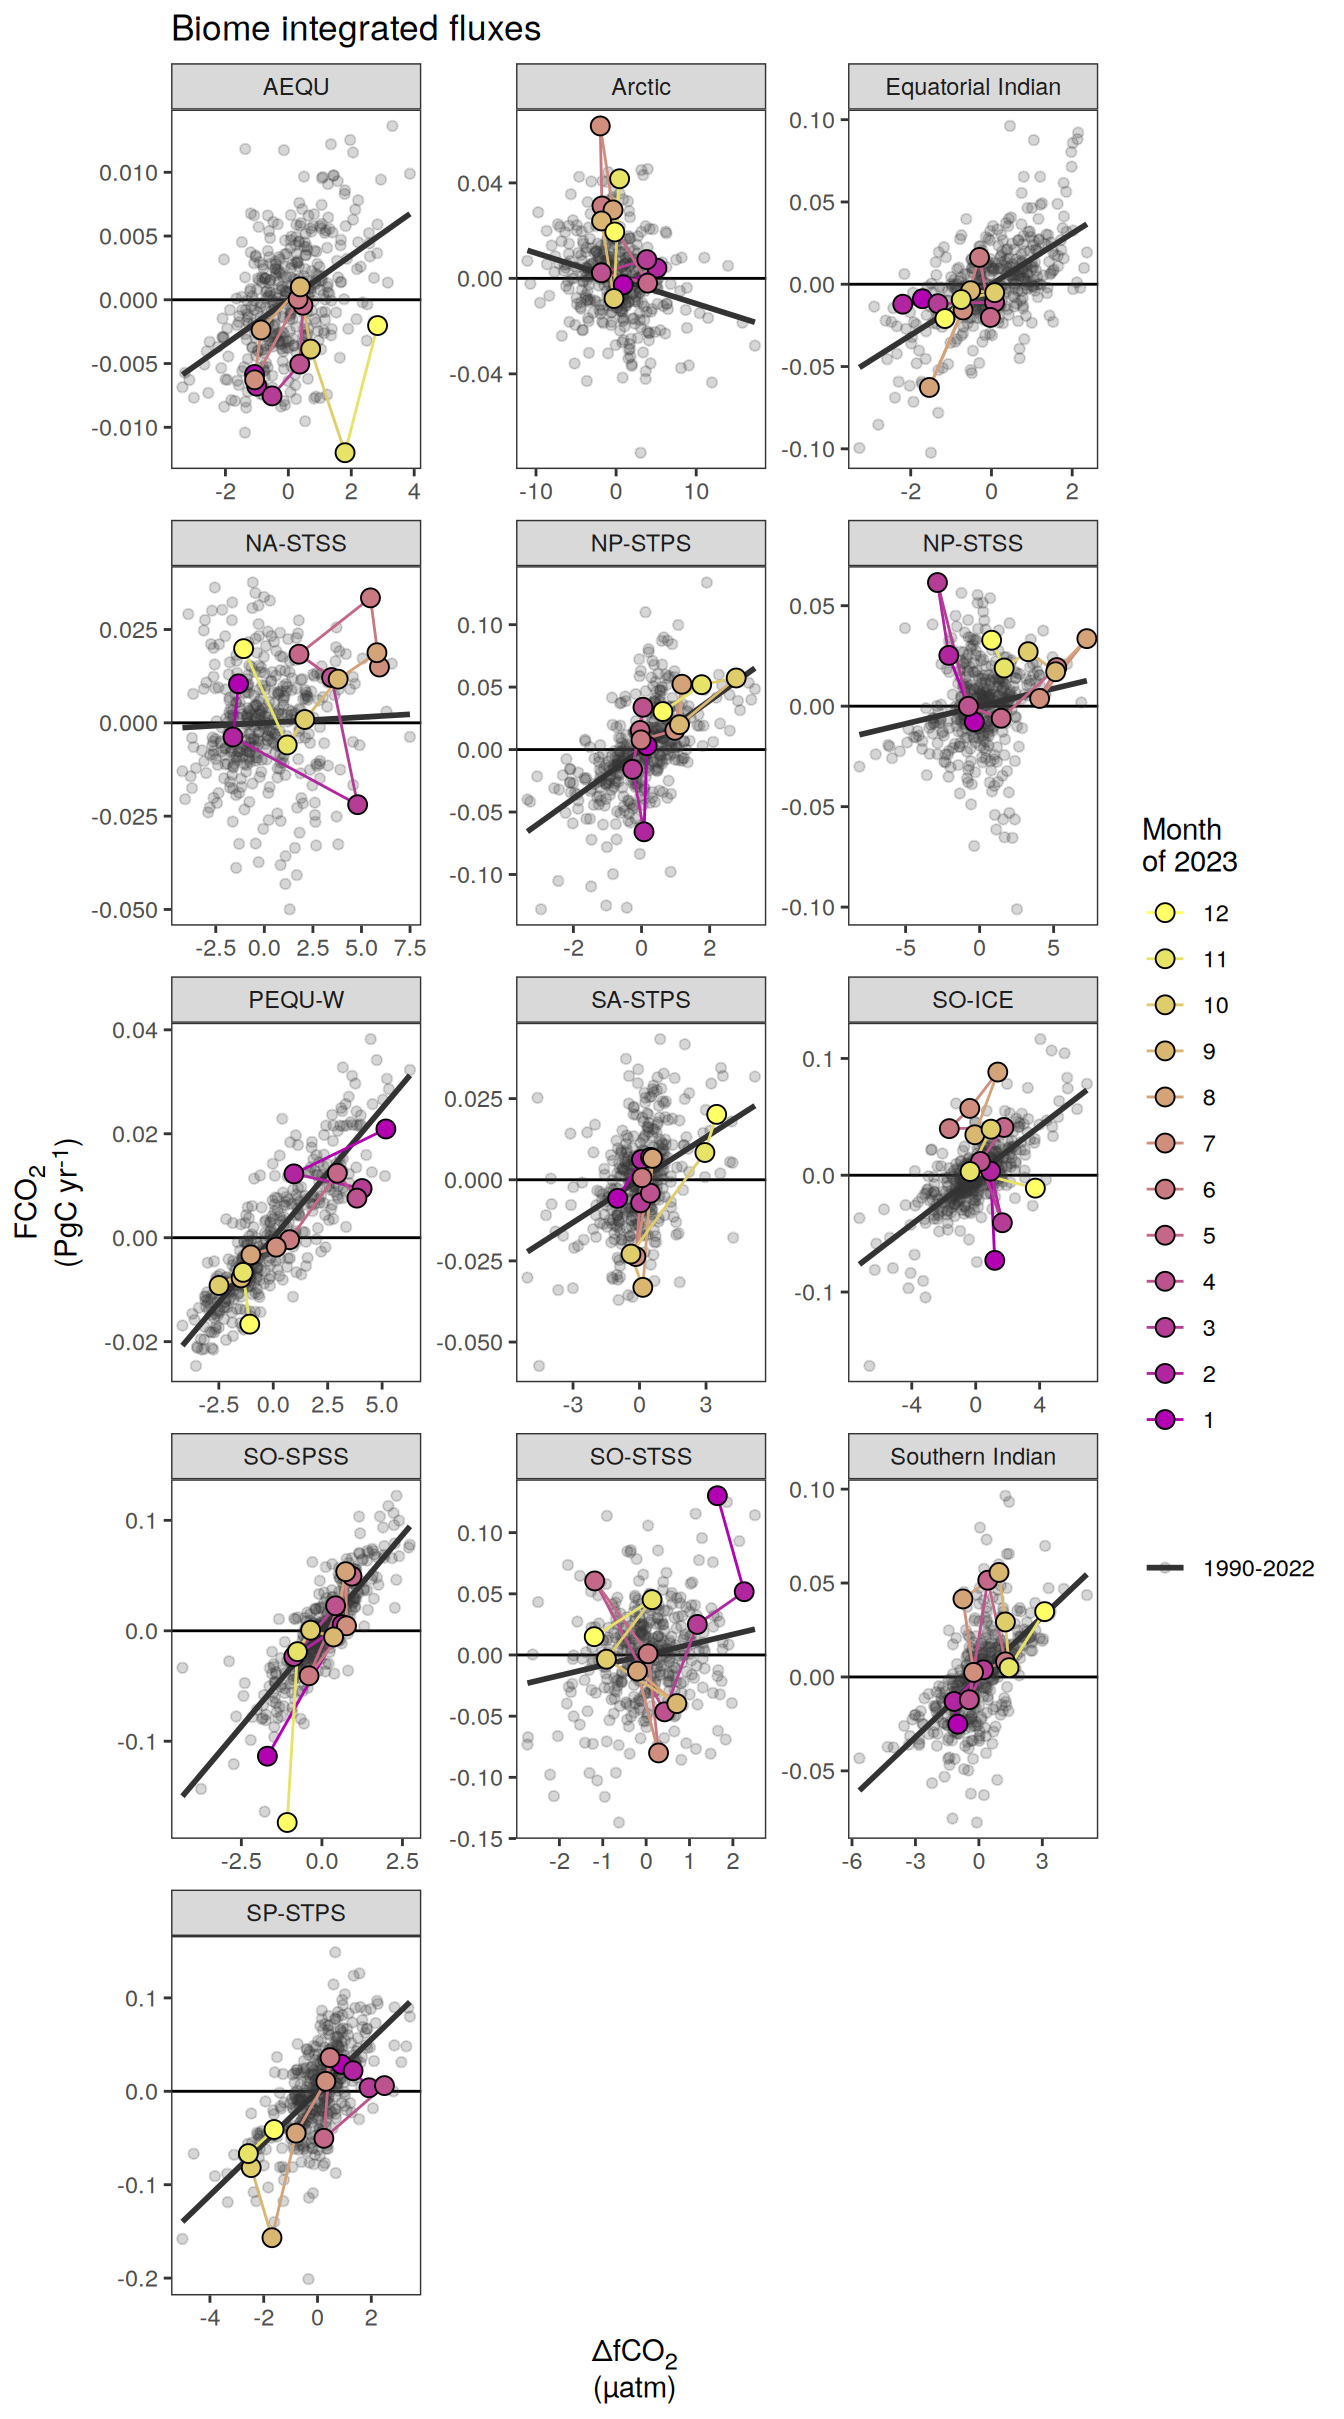 Biome integrated fluxes
AEQU
Arctic
Equatorial Indian
0.010
0.005
0.000
-0.005
-0.010
0.04
0.00
-0.04
0.10
0.05
0.00
-0.05
-0.10
-2 0 2 4
-10 0 10
-2 0 2
NA-STSS
NP-STPS
NP-STSS
0.025
0.000
-0.025
-0.050
0.10
0.05
0.00
-0.05
-0.10
0.05
0.00
-0.05
-0.10
-2.5 0.0 2.5 5.0 7.5
-2 0 2
-5 0 5
PEQU-W
SA-STPS
SO-ICE
0.04
0.02
0.00
-0.02
0.025
0.000
-0.025
-0.050
0.1
0.0
-0.1
-2.5 0.0 2.5 5.0
-3 0 3
-4 0 4
SO-SPSS
SO-STSS
Southern Indian
0.1
0.0
-0.1
0.10
0.05
0.00
-0.05
-0.10
-0.15
0.10
0.05
0.00
-0.05
-2.5 0.0 2.5
-2 -1 0 1 2
-6 -3 0 3
SP-STPS
0.1
0.0
-0.1
-0.2
-4 -2 0 2
FCO₂
(PgC yr⁻¹)
ΔfCO₂
(µatm)
Month
of 2023
12
11
10
9
8
7
6
5
4
3
2
1
1990-2022